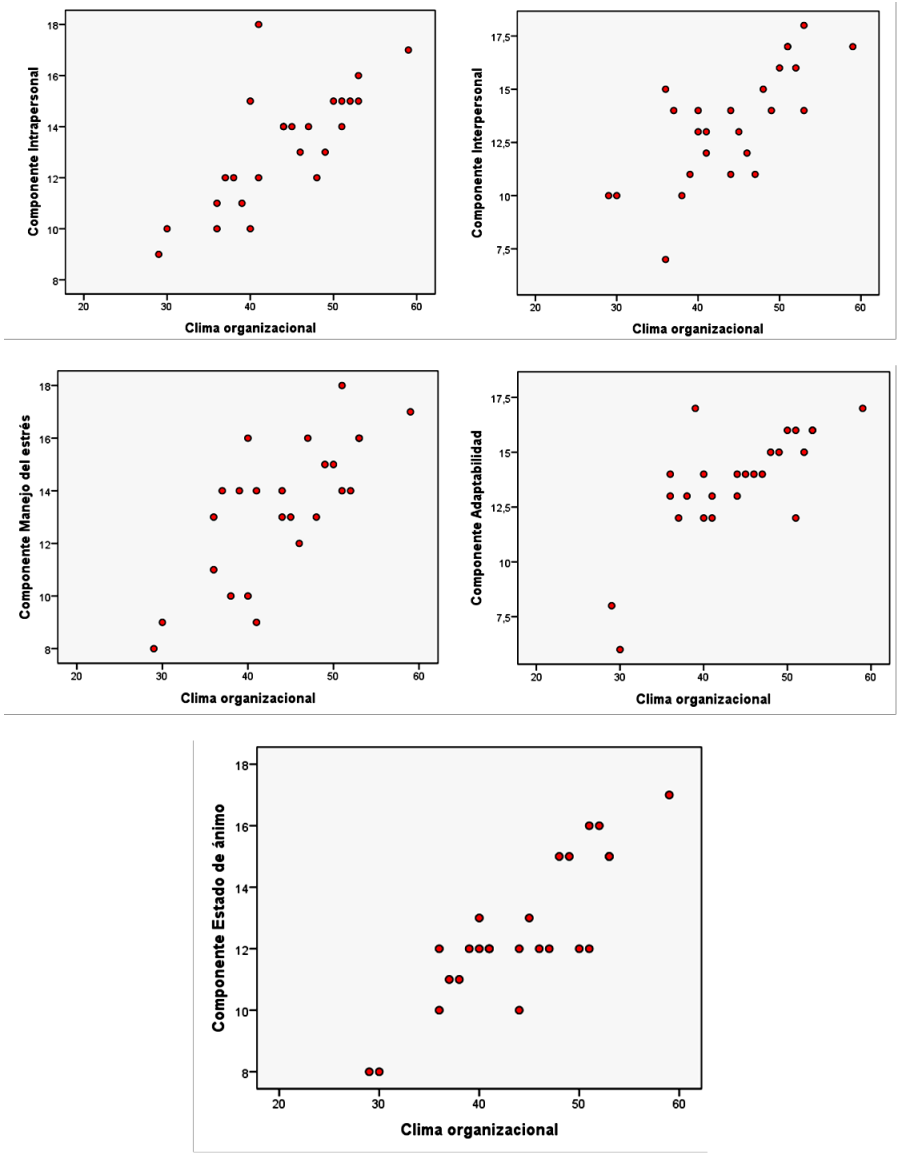 18
16
14
12
10
8
20 30 40 50 60
Componente Intrapersonal
Clima organizacional
17,5
15
12,5
10
7,5
20 30 40 50 60
Componente Interpersonal
Clima organizacional
18
16
14
12
10
8
20 30 40 50 60
Componente Manejo del estrés
Clima organizacional
17,5
15
12,5
10
7,5
20 30 40 50 60
Componente Adaptabilidad
Clima organizacional
18
16
14
12
10
8
20 30 40 50 60
Componente Estado de ánimo
Clima organizacional